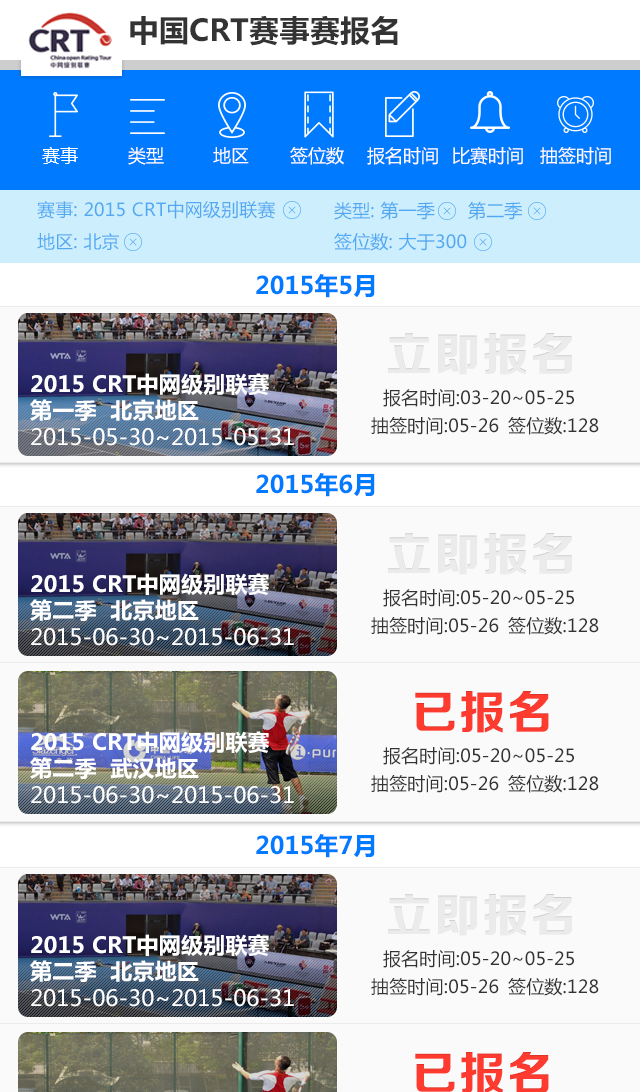 CRT
China open Rating Tour
中网级别联赛
中国CRT赛事赛报名
赛事 类型 地区 签位数 报名时间 比赛时间 抽签时间
赛事: 2015 CRT中网级别联赛 类型: 第一季 第二季
地区: 北京 签位数: 大于300
2015年5月
WTA
2015 CRT中网级别联赛
第一季 北京地区
2015-05-30~2015-05-31
立即报名
报名时间:03-20~05-25
抽签时间:05-26 签位数:128
2015年6月
WTA
2015 CRT中网级别联赛
第二季 北京地区
2015-06-30~2015-06-31
立即报名
报名时间:05-20~05-25
抽签时间:05-26 签位数:128
2015 CRT中网级别联赛
第二季 武汉地区
2015-06-30~2015-06-31
已报名
报名时间:05-20~05-25
抽签时间:05-26 签位数:128
2015年7月
WTA
2015 CRT中网级别联赛
第二季 北京地区
2015-06-30~2015-06-31
立即报名
报名时间:05-20~05-25
抽签时间:05-26 签位数:128
已报名